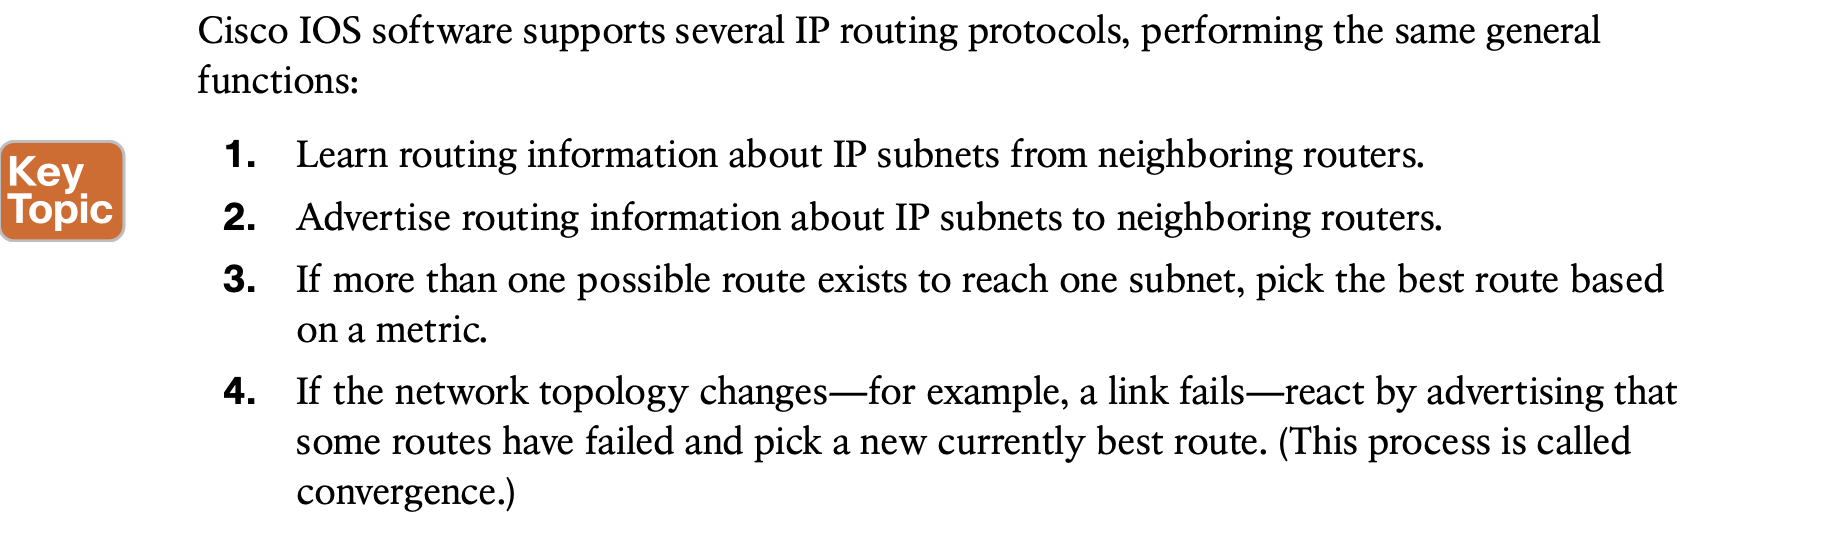 Cisco IOS software supports several IP routing protocols, performing the same general
functions:
Key
Topic
1. Learn routing information about IP subnets from neighboring routers.
2. Advertise routing information about IP subnets to neighboring routers.
3. If more than one possible route exists to reach one subnet, pick the best route based
on a metric.
4. If the network topology changes—for example, a link fails—react by advertising that
some routes have failed and pick a new currently best route. (This process is called
convergence.)